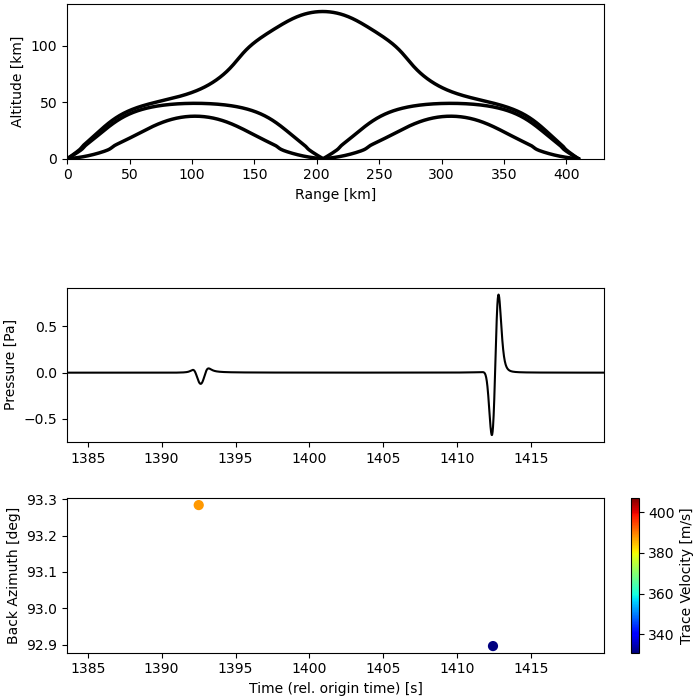 Altitude [km]
100
50
0
0 50 100 150 200 250 300 350 400
Range [km]
Pressure [Pa]
0.5
0.0
−0.5
1385 1390 1395 1400 1405 1410 1415
Back Azimuth [deg]
93.3
93.2
93.1
93.0
92.9
1385 1390 1395 1400 1405 1410 1415
Time (rel. origin time) [s]
400
380
360
340
Trace Velocity [m/s]